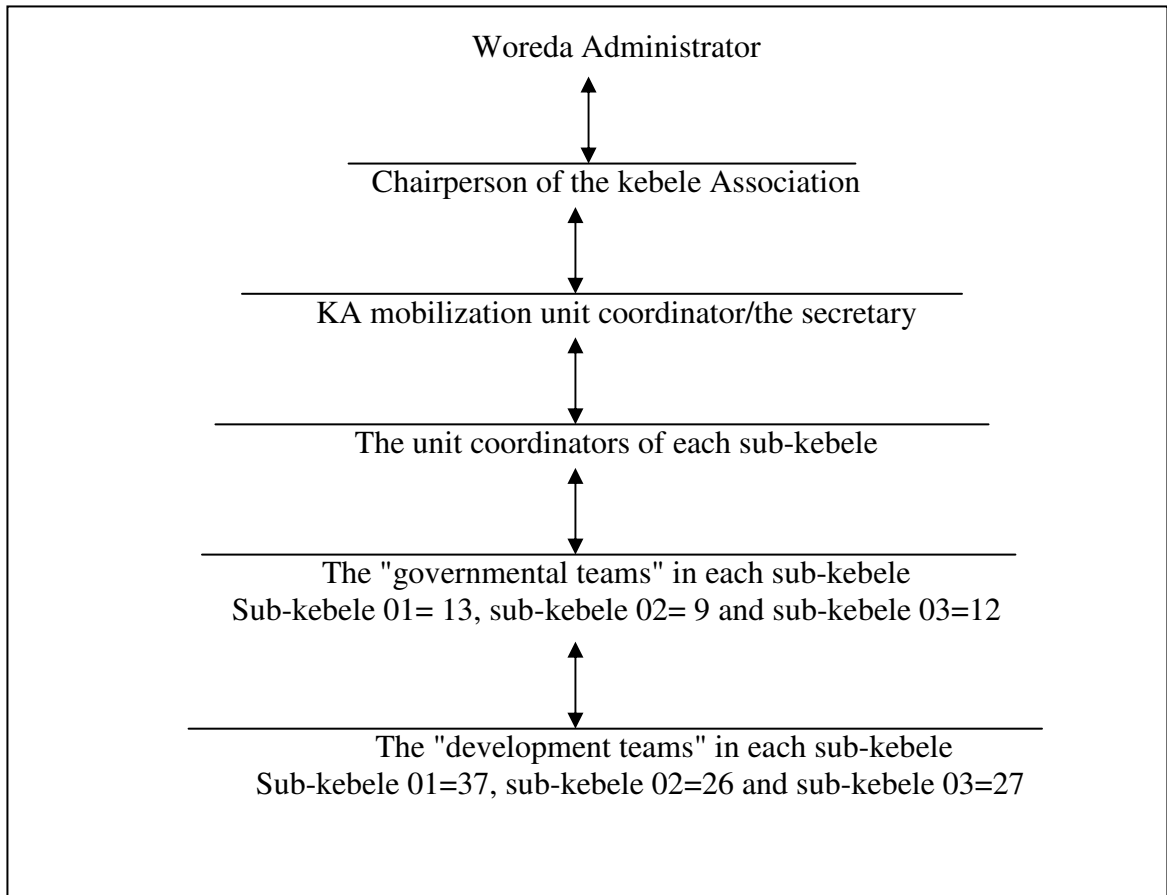 Woreda Administrator
Chairperson of the kebele Association
KA mobilization unit coordinator/the secretary
The unit coordinators of each sub-kebele
The "governmental teams" in each sub-kebele
Sub-kebele 01= 13, sub-kebele 02= 9 and sub-kebele 03=12
The "development teams" in each sub-kebele
Sub-kebele 01=37, sub-kebele 02=26 and sub-kebele 03=27